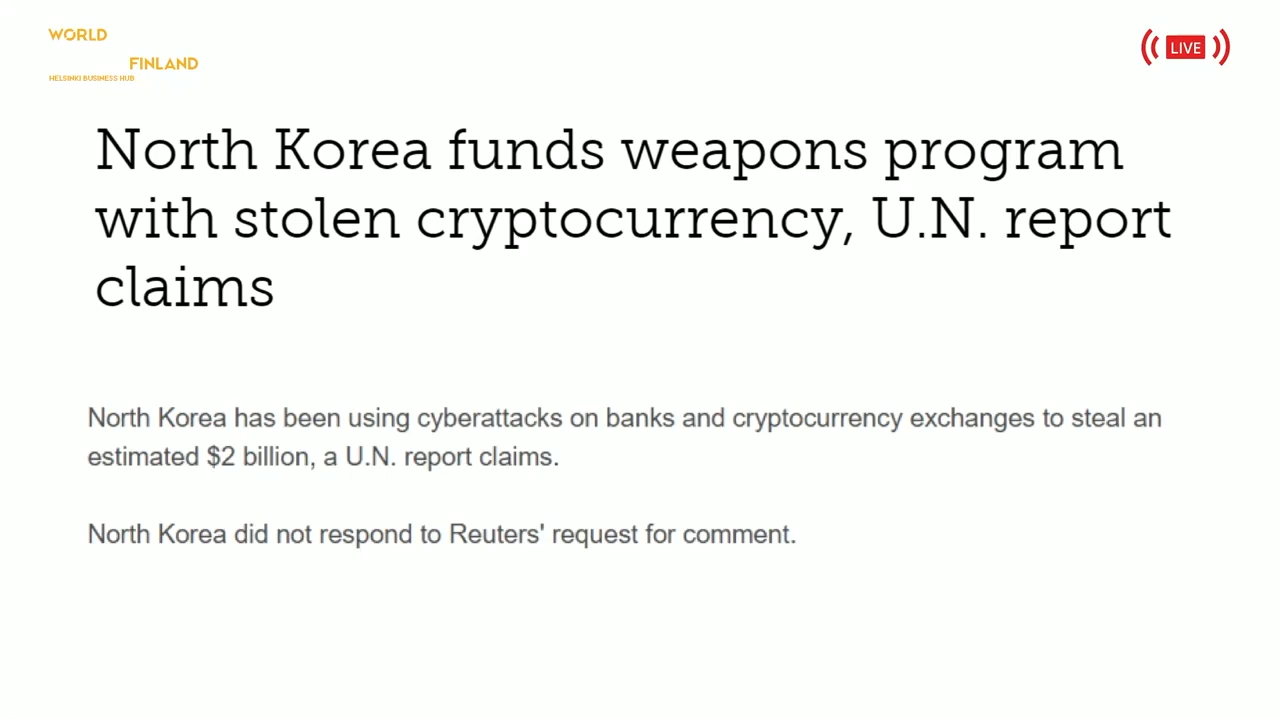 WORLD
FINLAND
HELSINKI BUSINESS HUB
LIVE
North Korea funds weapons program
with stolen cryptocurrency, U.N. report
claims
North Korea has been using cyberattacks on banks and cryptocurrency exchanges to steal an
estimated $2 billion, a U.N. report claims.
North Korea did not respond to Reuters' request for comment.